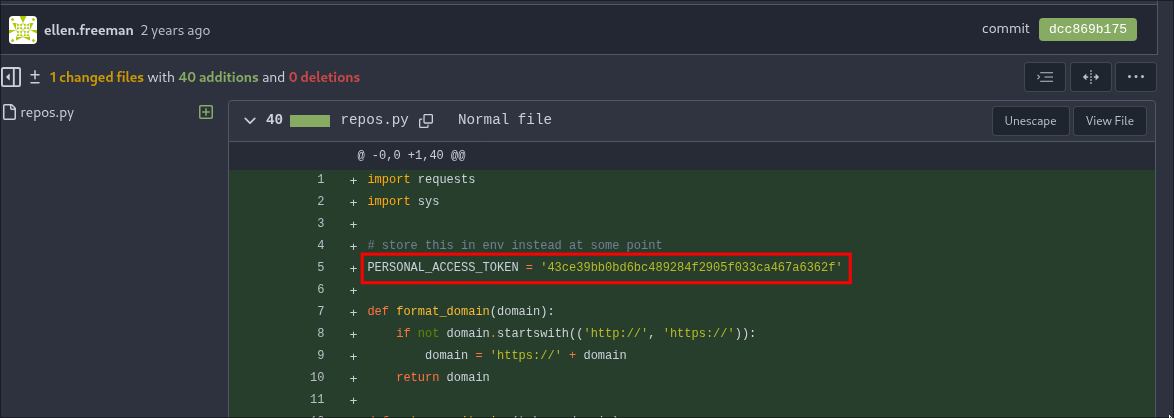 ellen.freeman 2 years ago
commit dcc869b175
1 changed files with 40 additions and 0 deletions
repos.py
40 repos.py Normal file
Unescape View File
@ -0,0 +1,40 @@
1 + import requests
2 + import sys
3 +
4 + # store this in env instead at some point
5 + PERSONAL_ACCESS_TOKEN = '43ce39bb0bd6bc489284f2905f033ca467a6362f'
6 +
7 + def format_domain(domain):
8 + if not domain.startswith(('http://', 'https://')):
9 + domain = 'https://' + domain
10 + return domain
11 +